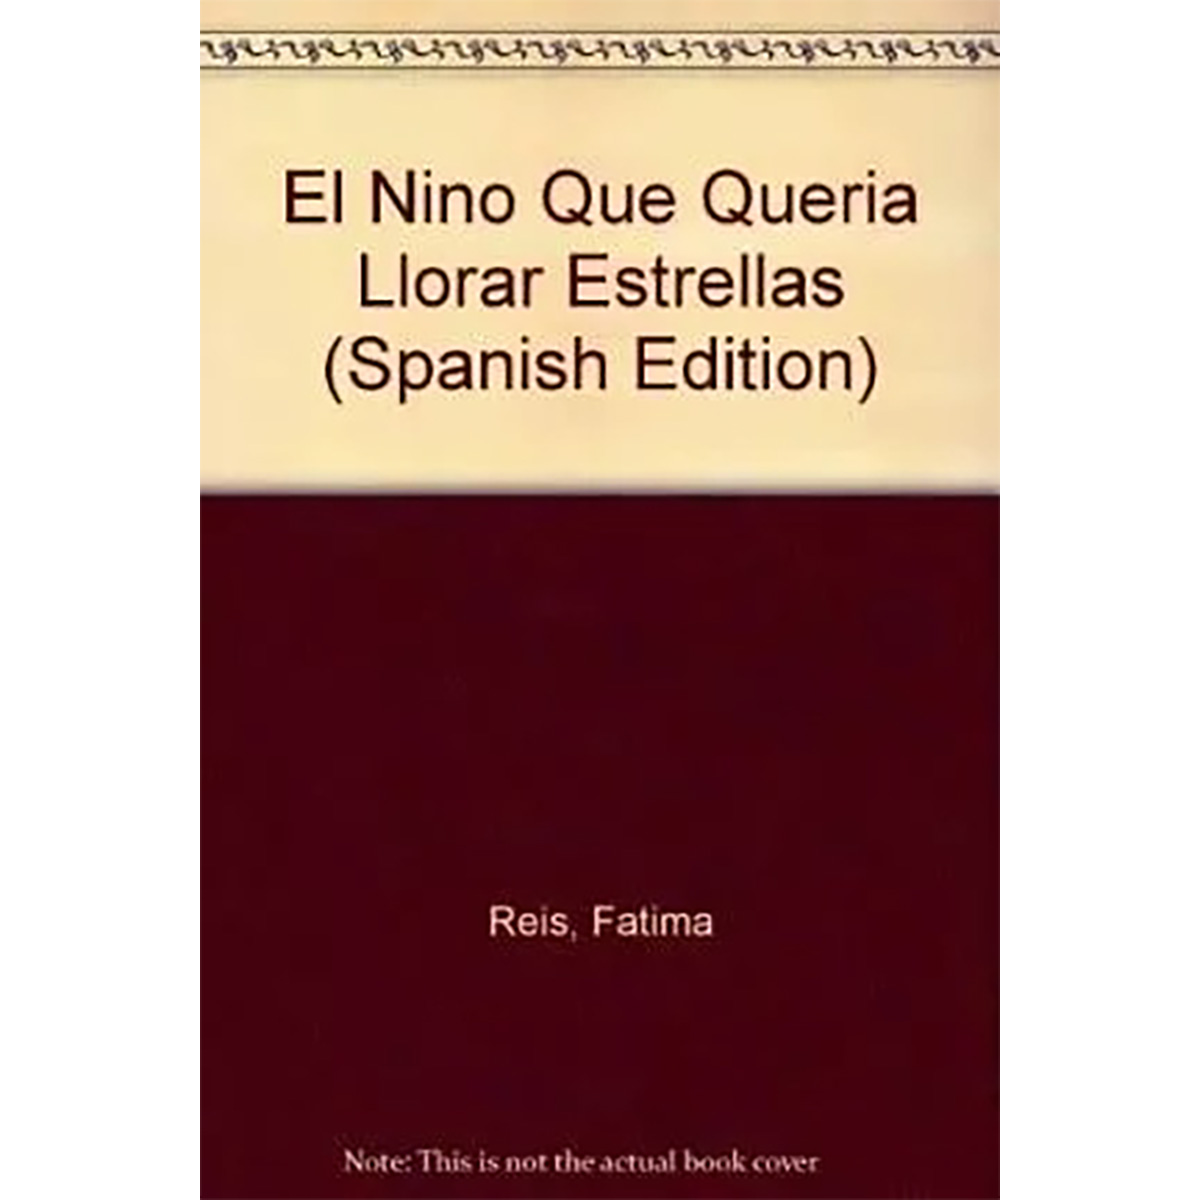 El Nino Que Queria
Llorar Estrellas
(Spanish Edition)
Reis, Fatima
Note: This is not the actual book cover